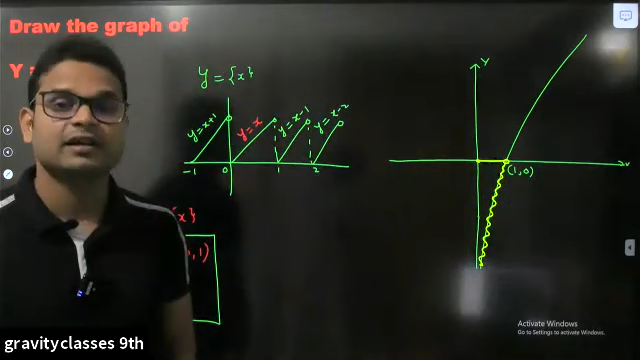 Draw the graph of
Y =
y = {x}
y=x+1
y=x
y=x-1
y=x-2
-1
0
1
2
Y
(1,0)
{x}
, 1)
Activate Windows
Go to Settings to activate Windows.
gravityclasses 9th